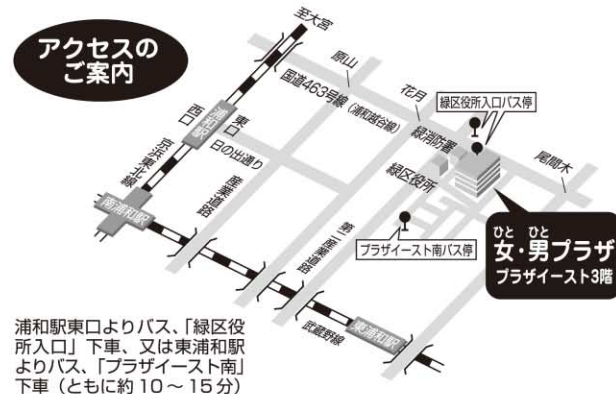 アクセスの
ご案内
至大宮
原山
国道463号線(浦和越谷線)
花月
緑区役所入口バス停
緑消防署
尾間木
緑区役所
西口
浦和駅
東口
日の出通り
京浜東北線
産業道路
南浦和駅
第二産業道路
プラザイースト南バス停
ひと ひと
女・男プラザ
プラザイースト3階
武蔵野線
東浦和駅
浦和駅東口よりバス、「緑区役
所入口」下車、又は東浦和駅
よりバス、「プラザイースト南」
下車(ともに約10~15分)